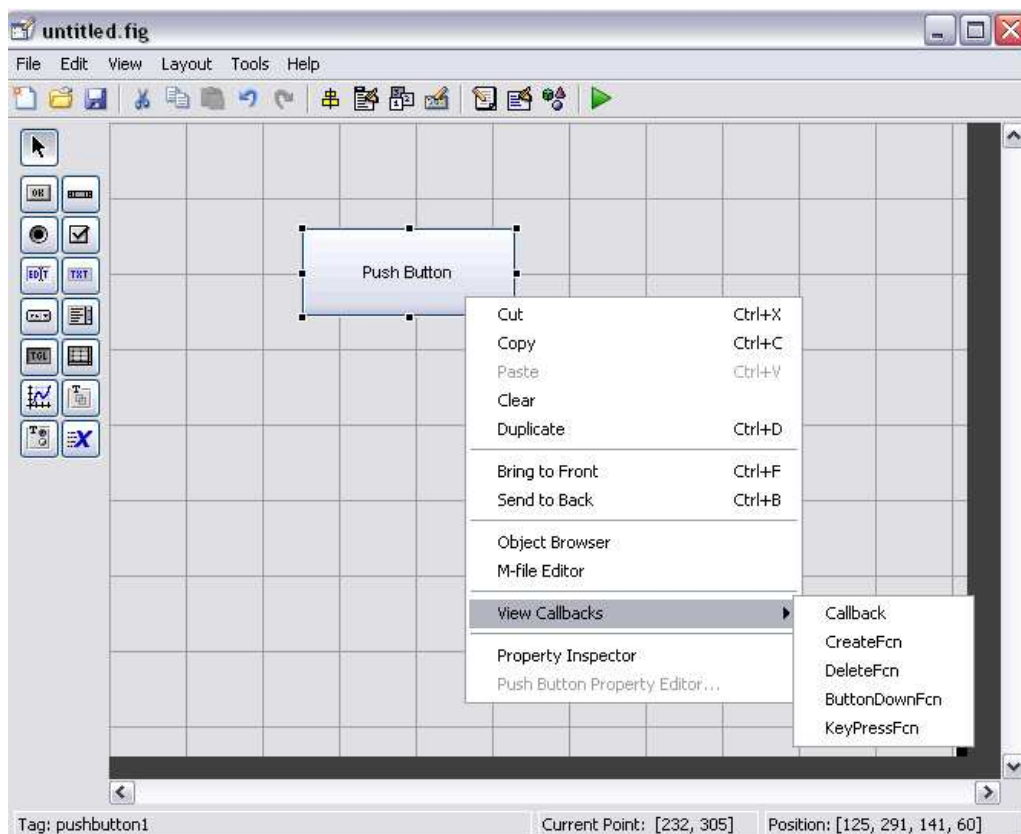 untitled.fig
File Edit View Layout Tools Help
OK
EDIT TXT
TGL
Push Button
Cut Ctrl+X
Copy Ctrl+C
Paste Ctrl+V
Clear
Duplicate Ctrl+D
Bring to Front Ctrl+F
Send to Back Ctrl+B
Object Browser
M-file Editor
View Callbacks
Property Inspector
Push Button Property Editor...
Callback
CreateFcn
DeleteFcn
ButtonDownFcn
KeyPressFcn
Tag: pushbutton1 Current Point: [232, 305] Position: [125, 291, 141, 60]